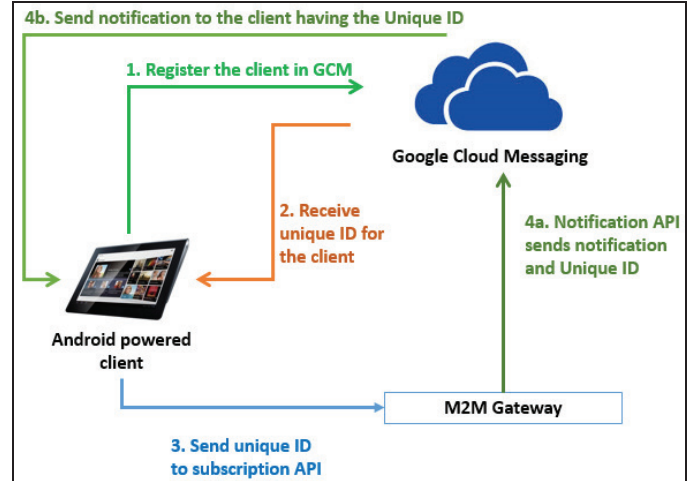 4b. Send notification to the client having the Unique ID
1. Register the client in GCM
Google Cloud Messaging
2. Receive
unique ID for
the client
4a. Notification API
sends notification
and Unique ID
Android powered
client
M2M Gateway
3. Send unique ID
to subscription API